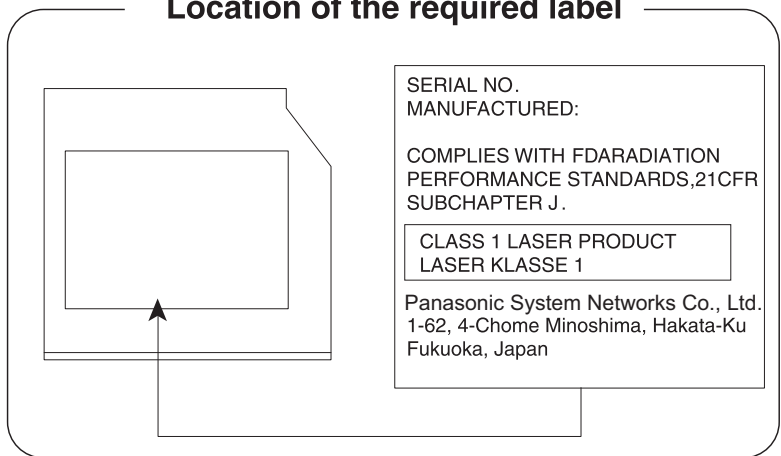 Location of the required label
SERIAL NO.
MANUFACTURED:
COMPLIES WITH FDARADIATION
PERFORMANCE STANDARDS,21CFR
SUBCHAPTER J.
CLASS 1 LASER PRODUCT
LASER KLASSE 1
Panasonic System Networks Co., Ltd.
1-62, 4-Chome Minoshima, Hakata-Ku
Fukuoka, Japan